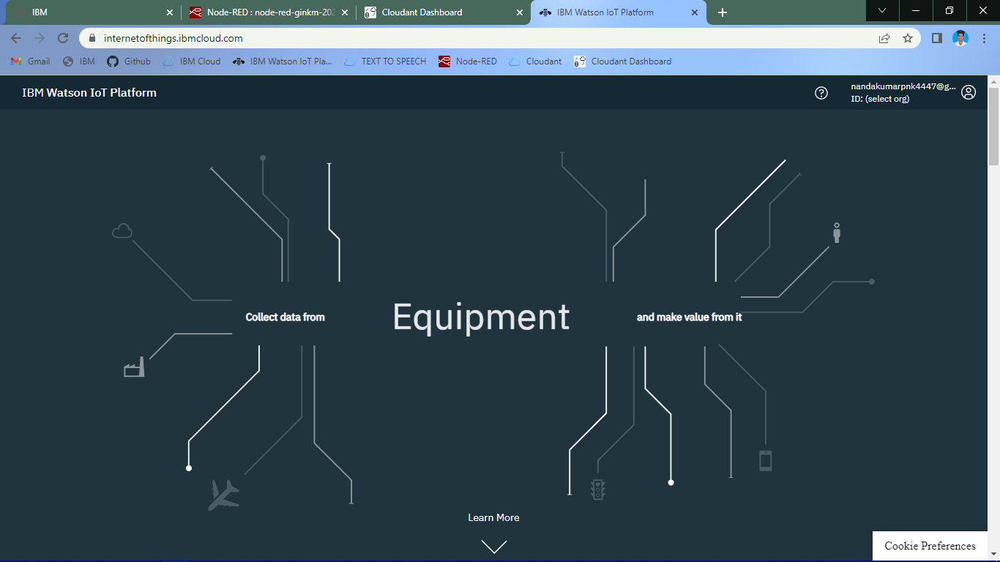 IBM
Node-RED : node-red-ginkm-202
Cloudant Dashboard
IBM Watson IoT Platform
internetofthings.ibmcloud.com
Gmail
IBM
Github
IBM Cloud
IBM Watson IoT Pla...
TEXT TO SPEECH
Node-RED
Cloudant
Cloudant Dashboard
IBM Watson IoT Platform
nandakumarpnk4447@g...
ID: (select org)
Collect data from
Equipment
and make value from it
Learn More
Cookie Preferences